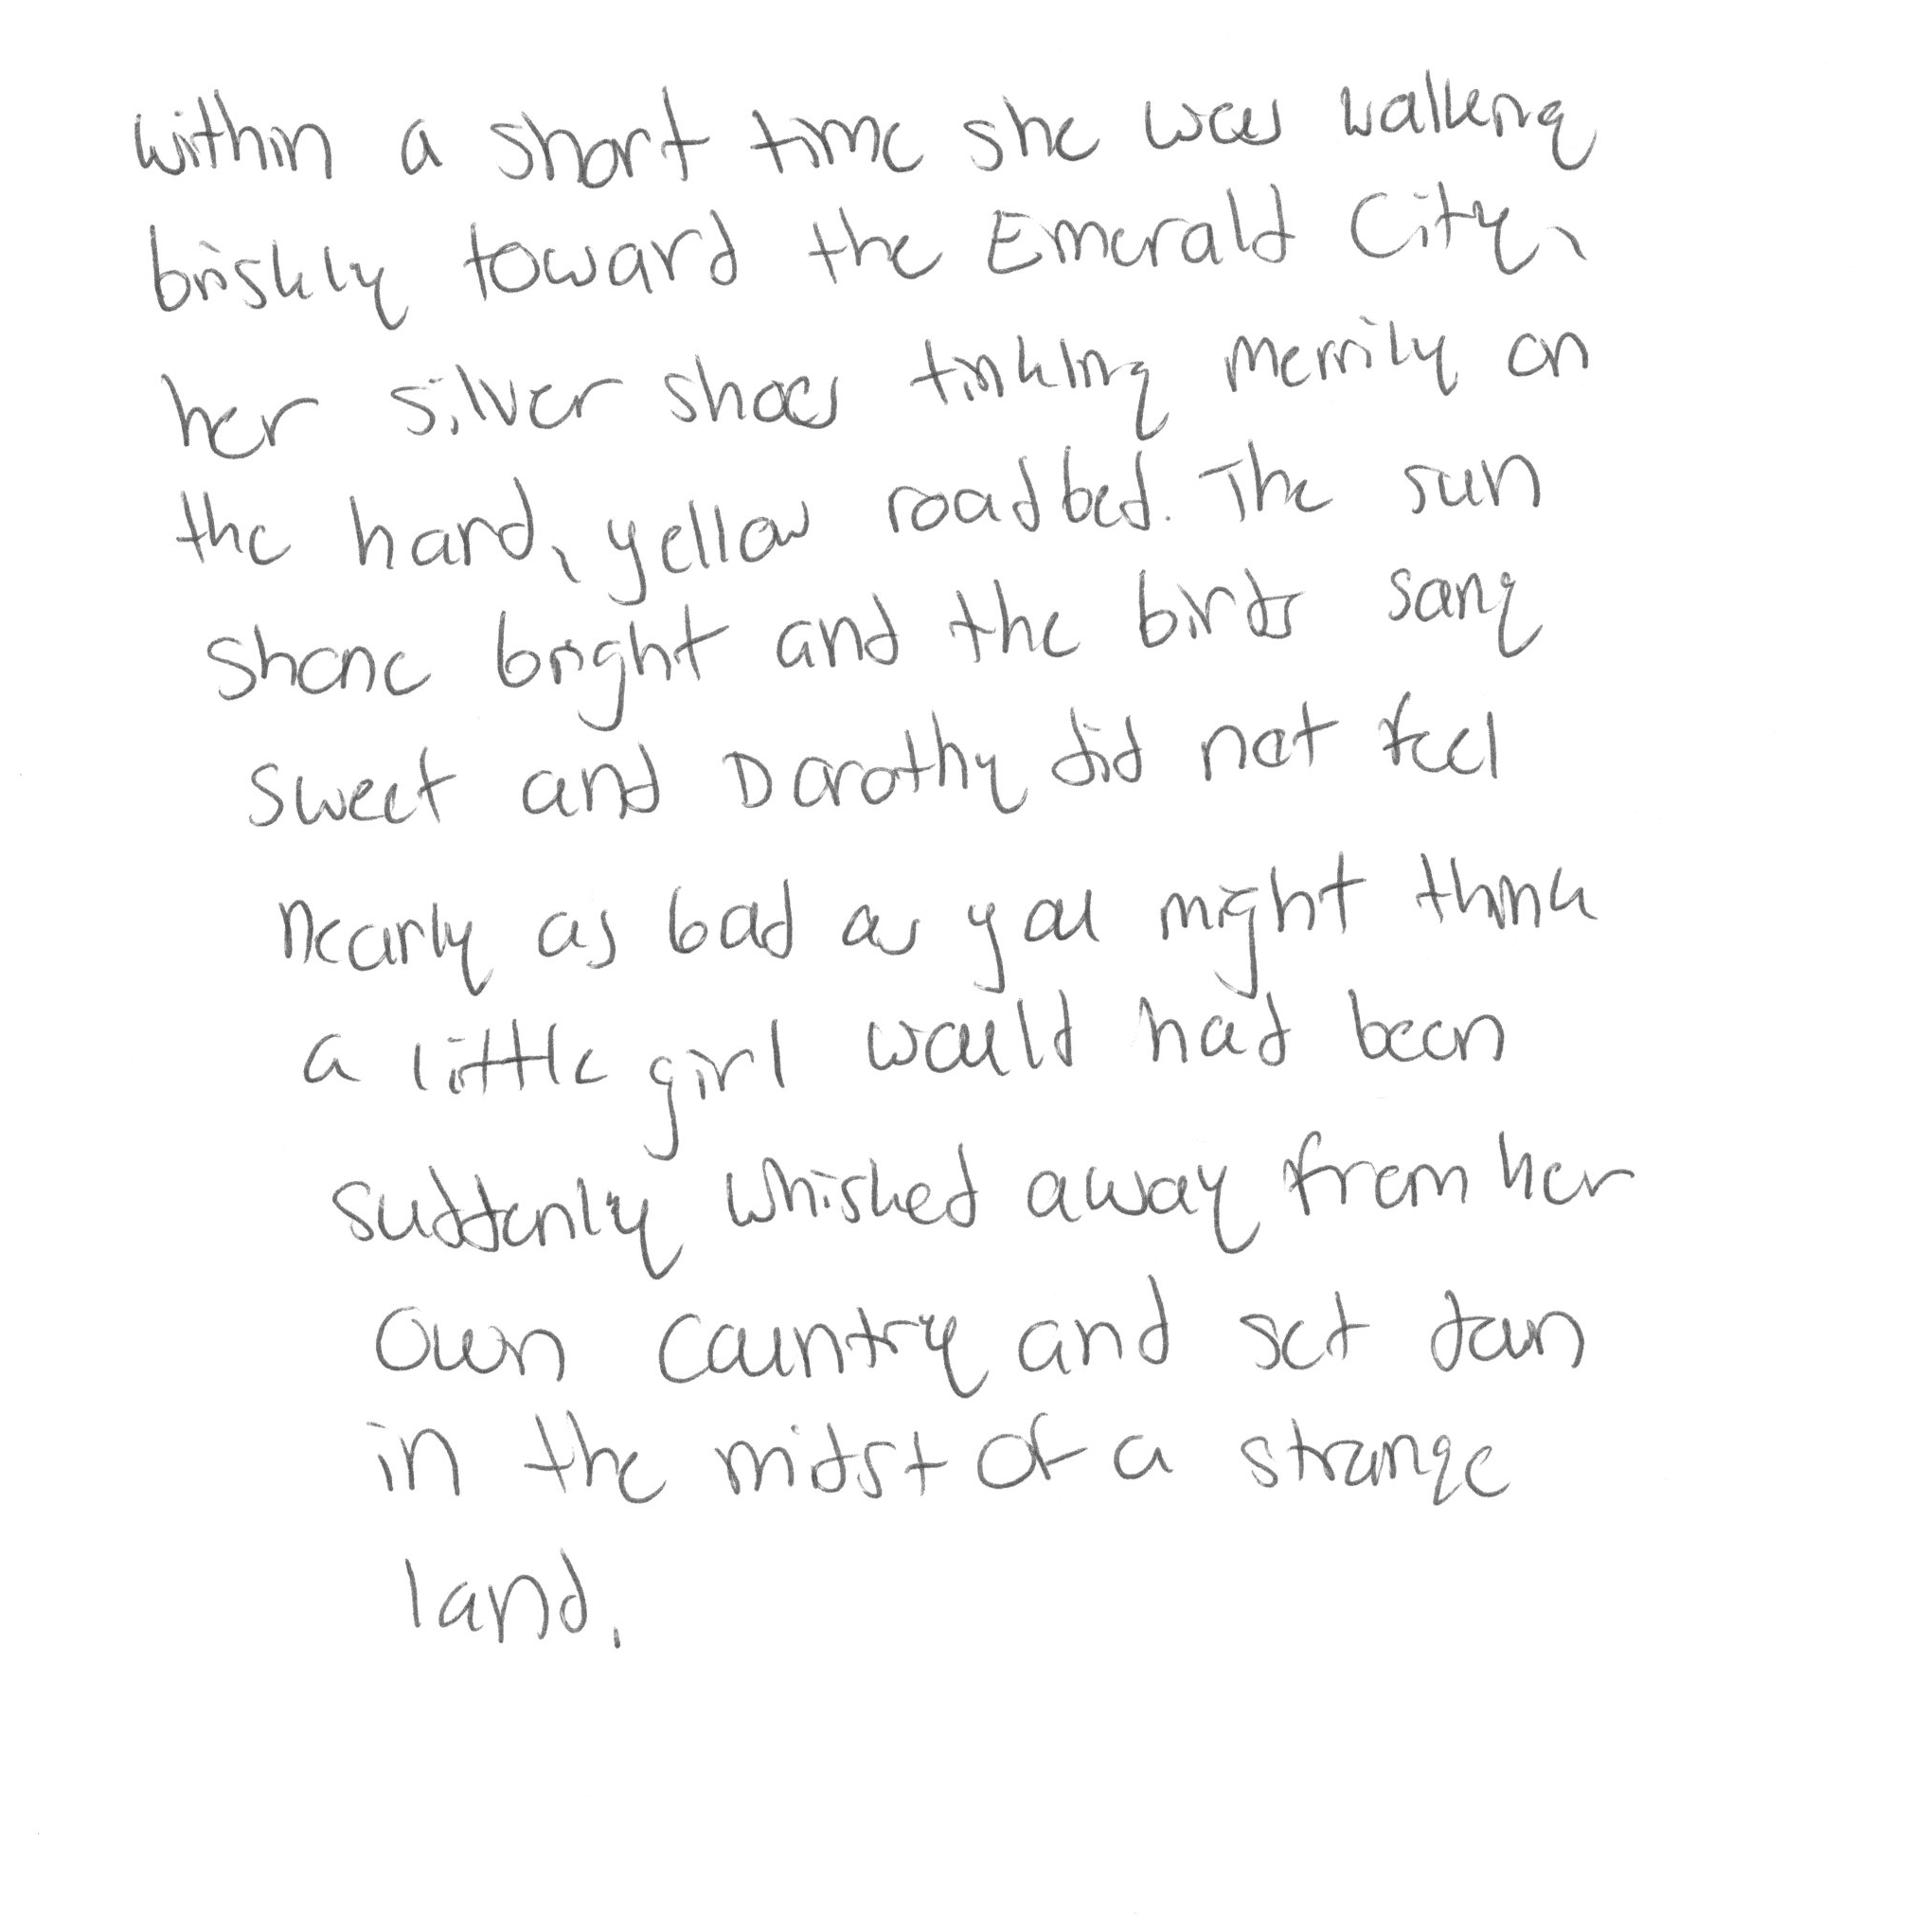 within a short time she was walking
briskly toward the Emerald City,
her silver shoes tinkling merrily on
the hard, yellow roadbed. The sun
shone bright and the birds sang
sweet and Dorothy did not feel
nearly as bad as you might think
a little girl would had been
suddenly whisked away from her
own country and set down
in the midst of a strange
land.